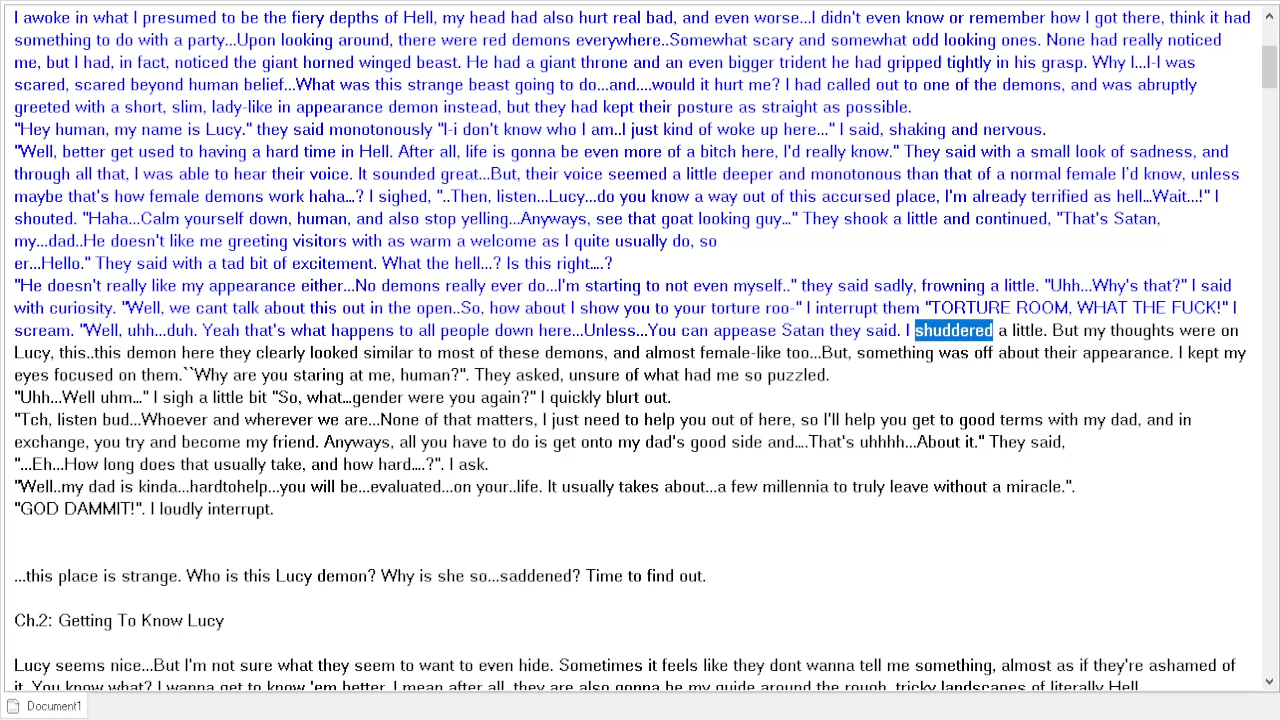 I awoke in what I presumed to be the fiery depths of Hell, my head had also hurt real bad, and even worse...I didn't even know or remember how I got there, think it had
something to do with a party...Upon looking around, there were red demons everywhere..Somewhat scary and somewhat odd looking ones. None had really noticed
me, but I had, in fact, noticed the giant horned winged beast. He had a giant throne and an even bigger trident he had gripped tightly in his grasp. Why I...I-I was
scared, scared beyond human belief...What was this strange beast going to do...and....would it hurt me? I had called out to one of the demons, and was abruptly
greeted with a short, slim, lady-like in appearance demon instead, but they had kept their posture as straight as possible.
"Hey human, my name is Lucy." they said monotonously "I-i don't know who I am..I just kind of woke up here..." I said, shaking and nervous.
"Well, better get used to having a hard time in Hell. After all, life is gonna be even more of a bitch here, I'd really know." They said with a small look of sadness, and
through all that, I was able to hear their voice. It sounded great...But, their voice seemed a little deeper and monotonous than that of a normal female I'd know, unless
maybe that's how female demons work haha...? I sighed, "..Then, listen...Lucy...do you know a way out of this accursed place, I'm already terrified as hell...Wait...!" I
shouted. "Haha...Calm yourself down, human, and also stop yelling...Anyways, see that goat looking guy..." They shook a little and continued, "That's Satan,
my...dad..He doesn't like me greeting visitors with as warm a welcome as I quite usually do, so
er...Hello." They said with a tad bit of excitement. What the hell...? Is this right....?
"He doesn't really like my appearance either...No demons really ever do...I'm starting to not even myself.." they said sadly, frowning a little. "Uhh...Why's that?" I said
with curiosity. "Well, we cant talk about this out in the open..So, how about I show you to your torture roo-" I interrupt them "TORTURE ROOM, WHAT THE FUCK!" I
scream. "Well, uhh...duh. Yeah that's what happens to all people down here...Unless...You can appease Satan they said. I shuddered a little. But my thoughts were on
Lucy, this..this demon here they clearly looked similar to most of these demons, and almost female-like too...But, something was off about their appearance. I kept my
eyes focused on them.``Why are you staring at me, human?". They asked, unsure of what had me so puzzled.
"Uhh...Well uhm..." I sigh a little bit "So, what...gender were you again?" I quickly blurt out.
"Tch, listen bud...Whoever and wherever we are...None of that matters, I just need to help you out of here, so I'll help you get to good terms with my dad, and in
exchange, you try and become my friend. Anyways, all you have to do is get onto my dad's good side and....That's uhhhh...About it." They said,
"...Eh...How long does that usually take, and how hard....?". I ask.
"Well..my dad is kinda...hardtohelp...you will be...evaluated...on your..life. It usually takes about...a few millennia to truly leave without a miracle.".
"GOD DAMMIT!". I loudly interrupt.
...this place is strange. Who is this Lucy demon? Why is she so...saddened? Time to find out.
Ch.2: Getting To Know Lucy
Lucy seems nice...But I'm not sure what they seem to want to even hide. Sometimes it feels like they dont wanna tell me something, almost as if they're ashamed of
it. You know what? I wanna get to know 'em better. I mean after all, they are also gonna be my guide around the rough, tricky landscapes of literally Hell.
Document1